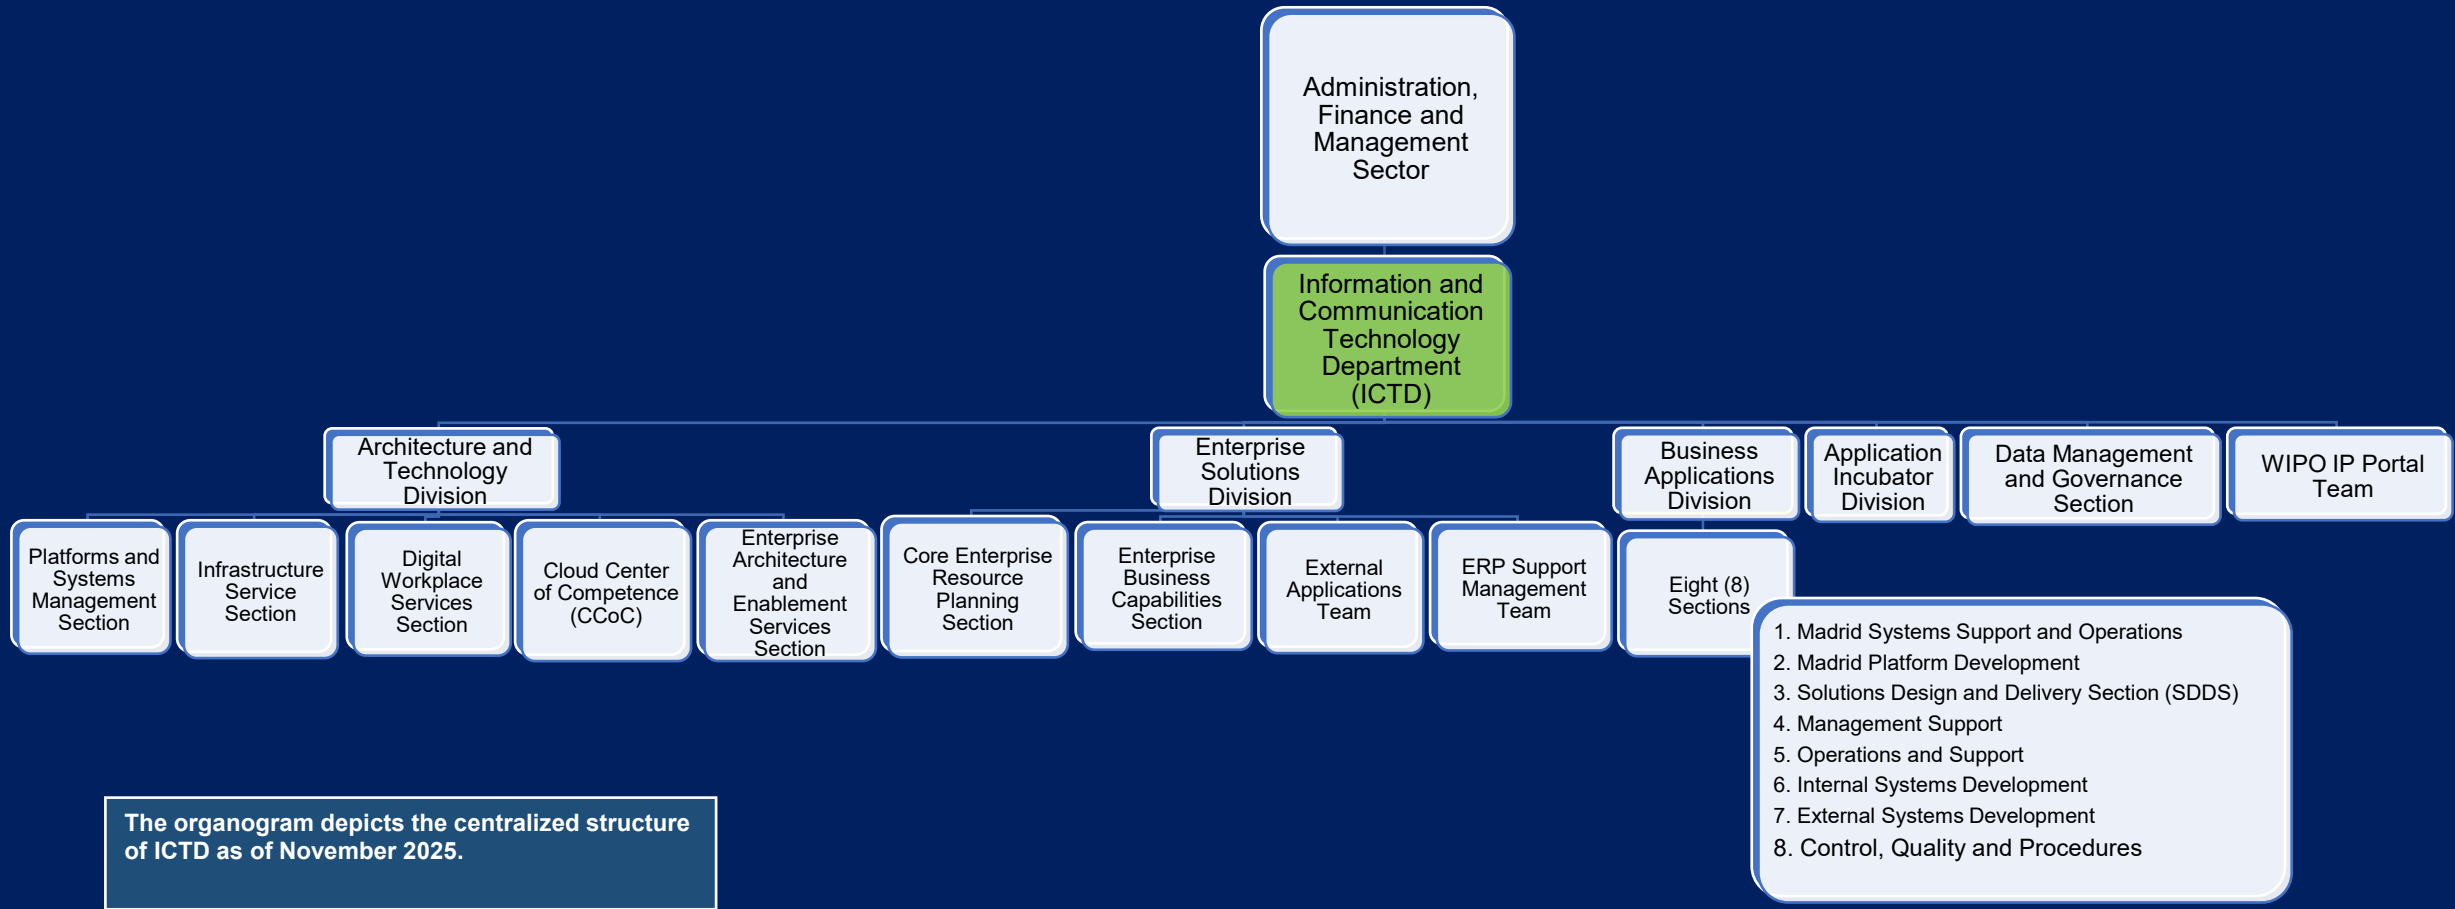 Administration,
Finance and
Management
Sector
Information and
Communication
Technology
Department
(ICTD)
Architecture and
Technology
Division
Enterprise
Solutions
Division
Business
Applications
Division
Application
Incubator
Division
Data Management
and Governance
Section
WIPO IP Portal
Team
Platforms and
Systems
Management
Section
Infrastructure
Service
Section
Digital
Workplace
Services
Section
Cloud Center
of Competence
(CCoC)
Enterprise
Architecture
and
Enablement
Services
Section
Core Enterprise
Resource
Planning
Section
Enterprise
Business
Capabilities
Section
External
Applications
Team
ERP Support
Management
Team
Eight (8)
Sections
1. Madrid Systems Support and Operations
2. Madrid Platform Development
3. Solutions Design and Delivery Section (SDDS)
4. Management Support
5. Operations and Support
6. Internal Systems Development
7. External Systems Development
8. Control, Quality and Procedures
The organogram depicts the centralized structure
of ICTD as of November 2025.